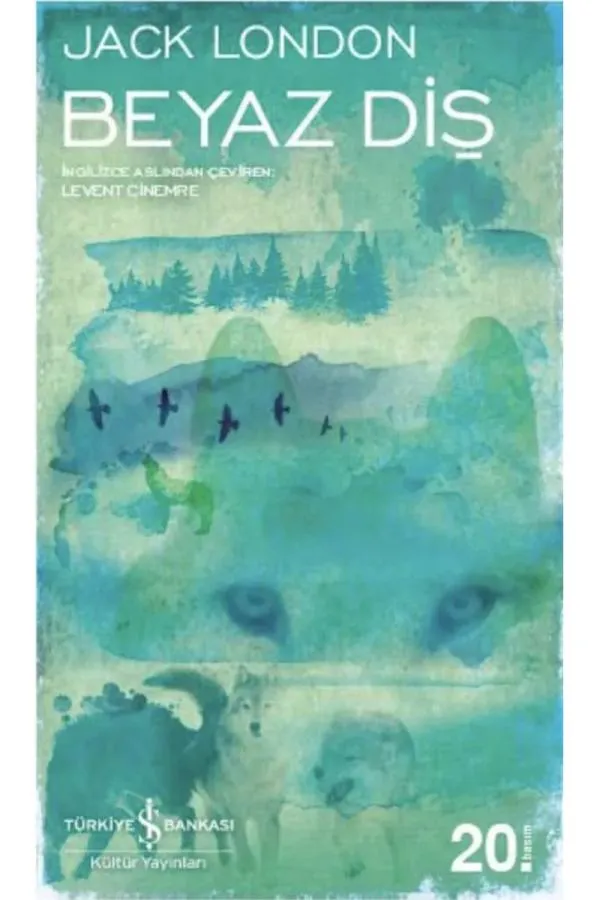 JACK LONDON
BEYAZ DİŞ
İNGİLİZCE ASLINDAN ÇEVİREN:
LEVENT CİNEMRE
TÜRKİYE İŞ BANKASI
Kültür Yayınları
20. basım